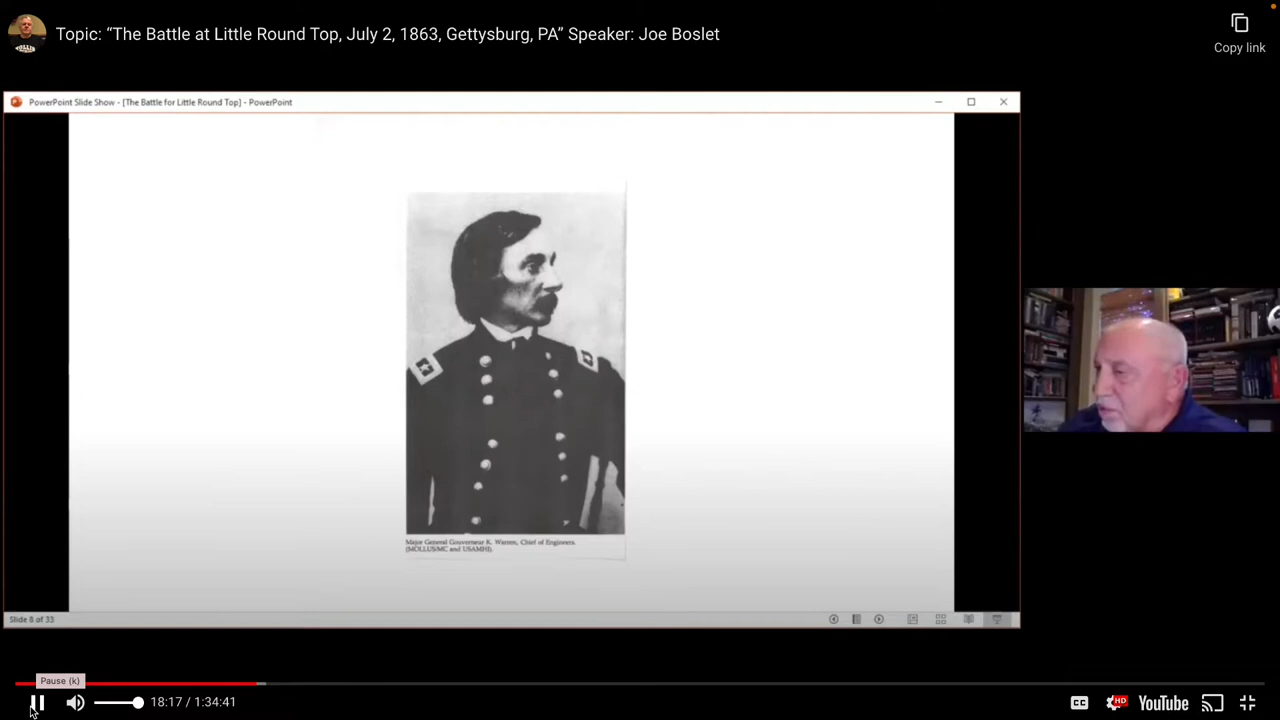 Topic: “The Battle at Little Round Top, July 2, 1863, Gettysburg, PA” Speaker: Joe Boslet
Copy link
PowerPoint Slide Show - [The Battle for Little Round Top] - PowerPoint
Major General Gouverneur K. Warren, Chief of Engineers.
(MOLLUS/MC and USAMHI).
Slide 8 of 33
Pause (k)
18:17 / 1:34:41
CC
HD
YouTube